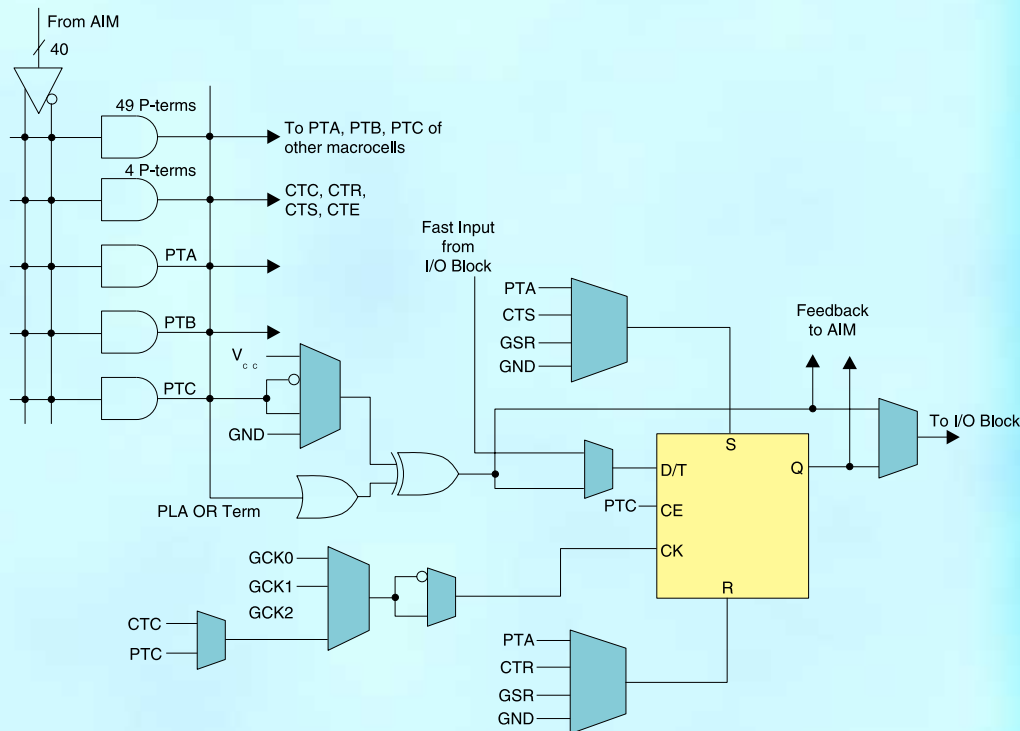 From AIM
40
49 P-terms
To PTA, PTB, PTC of
other macrocells
4 P-terms
CTC, CTR,
CTS, CTE
PTA
PTB
PTC
Fast Input
from
I/O Block
PTA
CTS
GSR
GND
Feedback
to AIM
Vcc
GND
To I/O Block
S
D/T
Q
CE
CK
R
PTC
PLA OR Term
GCK0
GCK1
GCK2
CTC
PTC
PTA
CTR
GSR
GND